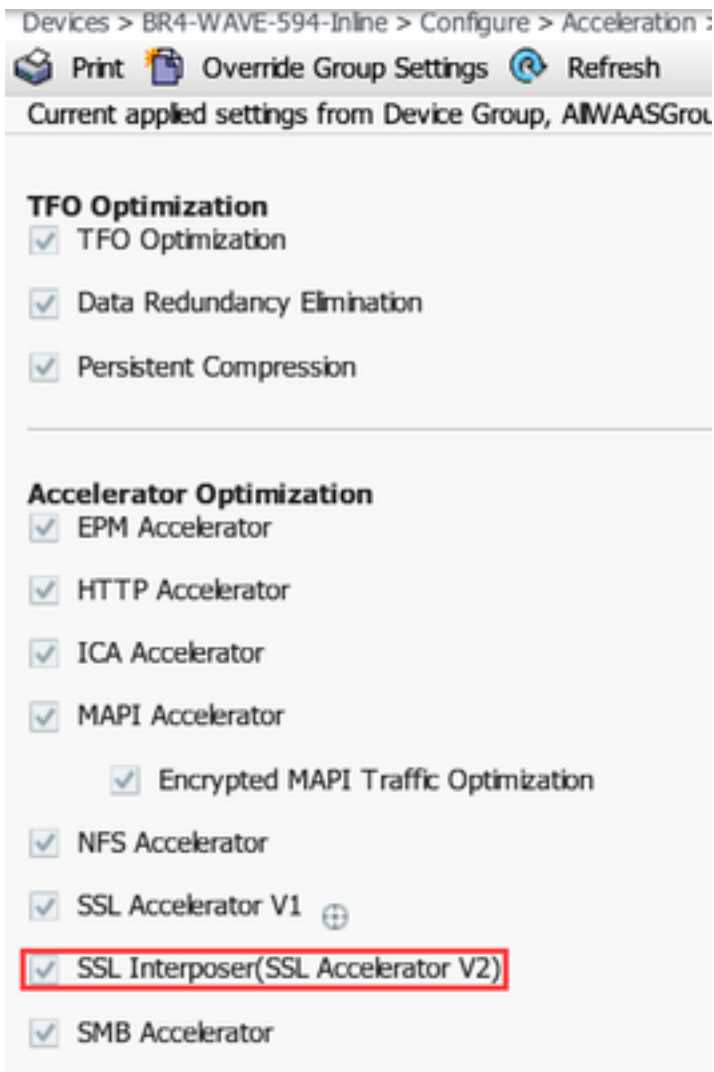 Devices > BR4-WAVE-594-Inline > Configure > Acceleration >
Print Override Group Settings Refresh
Current applied settings from Device Group, AllWAASGrou
TFO Optimization
TFO Optimization
Data Redundancy Elimination
Persistent Compression
Accelerator Optimization
EPM Accelerator
HTTP Accelerator
ICA Accelerator
MAPI Accelerator
Encrypted MAPI Traffic Optimization
NFS Accelerator
SSL Accelerator V1
SSL Interposer(SSL Accelerator V2)
SMB Accelerator